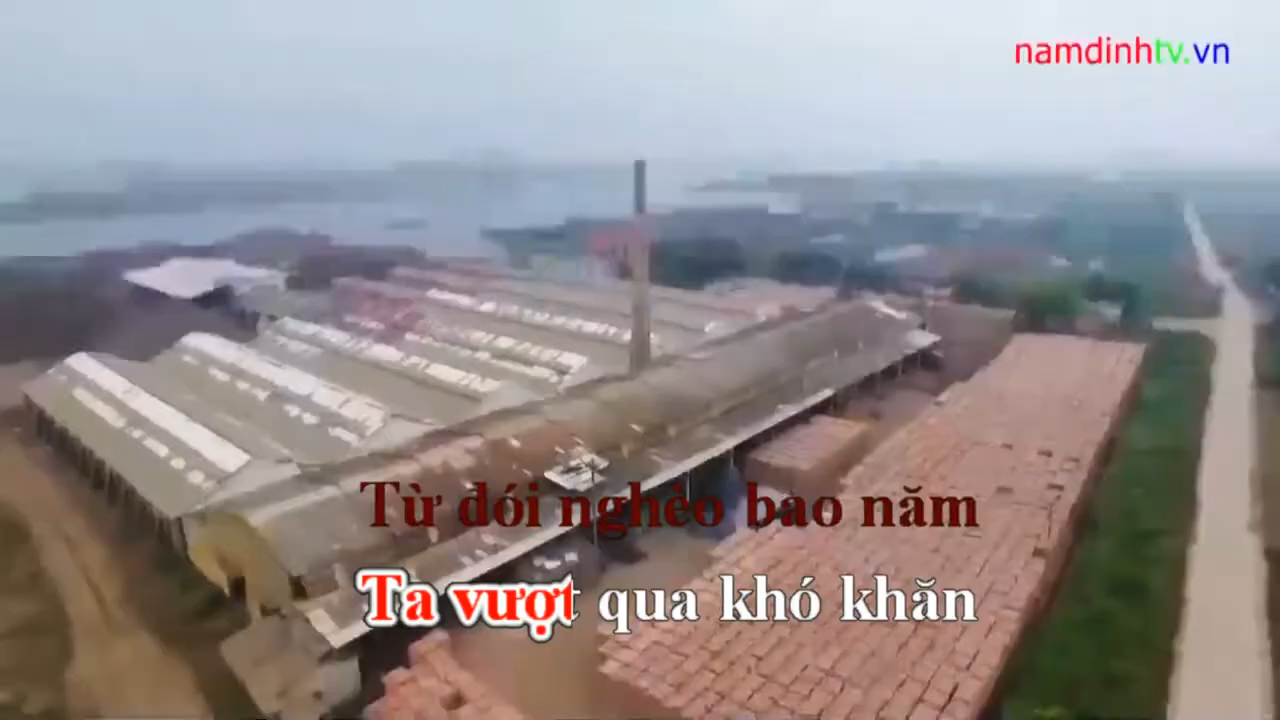 namdinhtv.vn
Từ đói nghèo bao năm
Ta vượt qua khó khăn